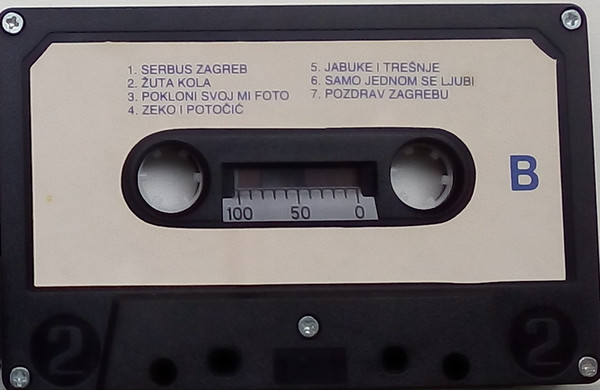 1. SERBUS ZAGREB
2. ŽUTA KOLA
3. POKLONI SVOJ MI FOTO
4. ZEKO I POTOČIĆ
5. JABUKE I TREŠNJE
6. SAMO JEDNOM SE LJUBI
7. POZDRAV ZAGREBU
B
100 50 0
2 2